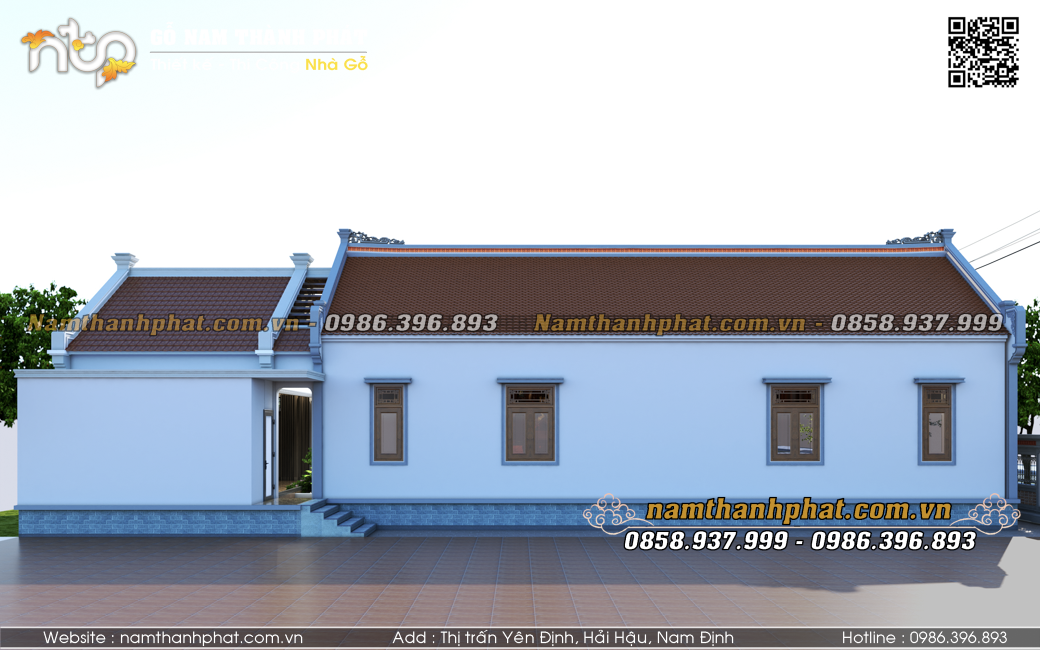 ntp
Nhà Gỗ
Namthanhphat.com.vn - 0986.396.893
Namthanhphat.com.vn - 0858.937.999
namthanhphat.com.vn
0858.937.999 - 0986.396.893
Website : namthanhphat.com.vn
Add : Thị trấn Yên Định, Hải Hậu, Nam Định
Hotline : 0986.396.893